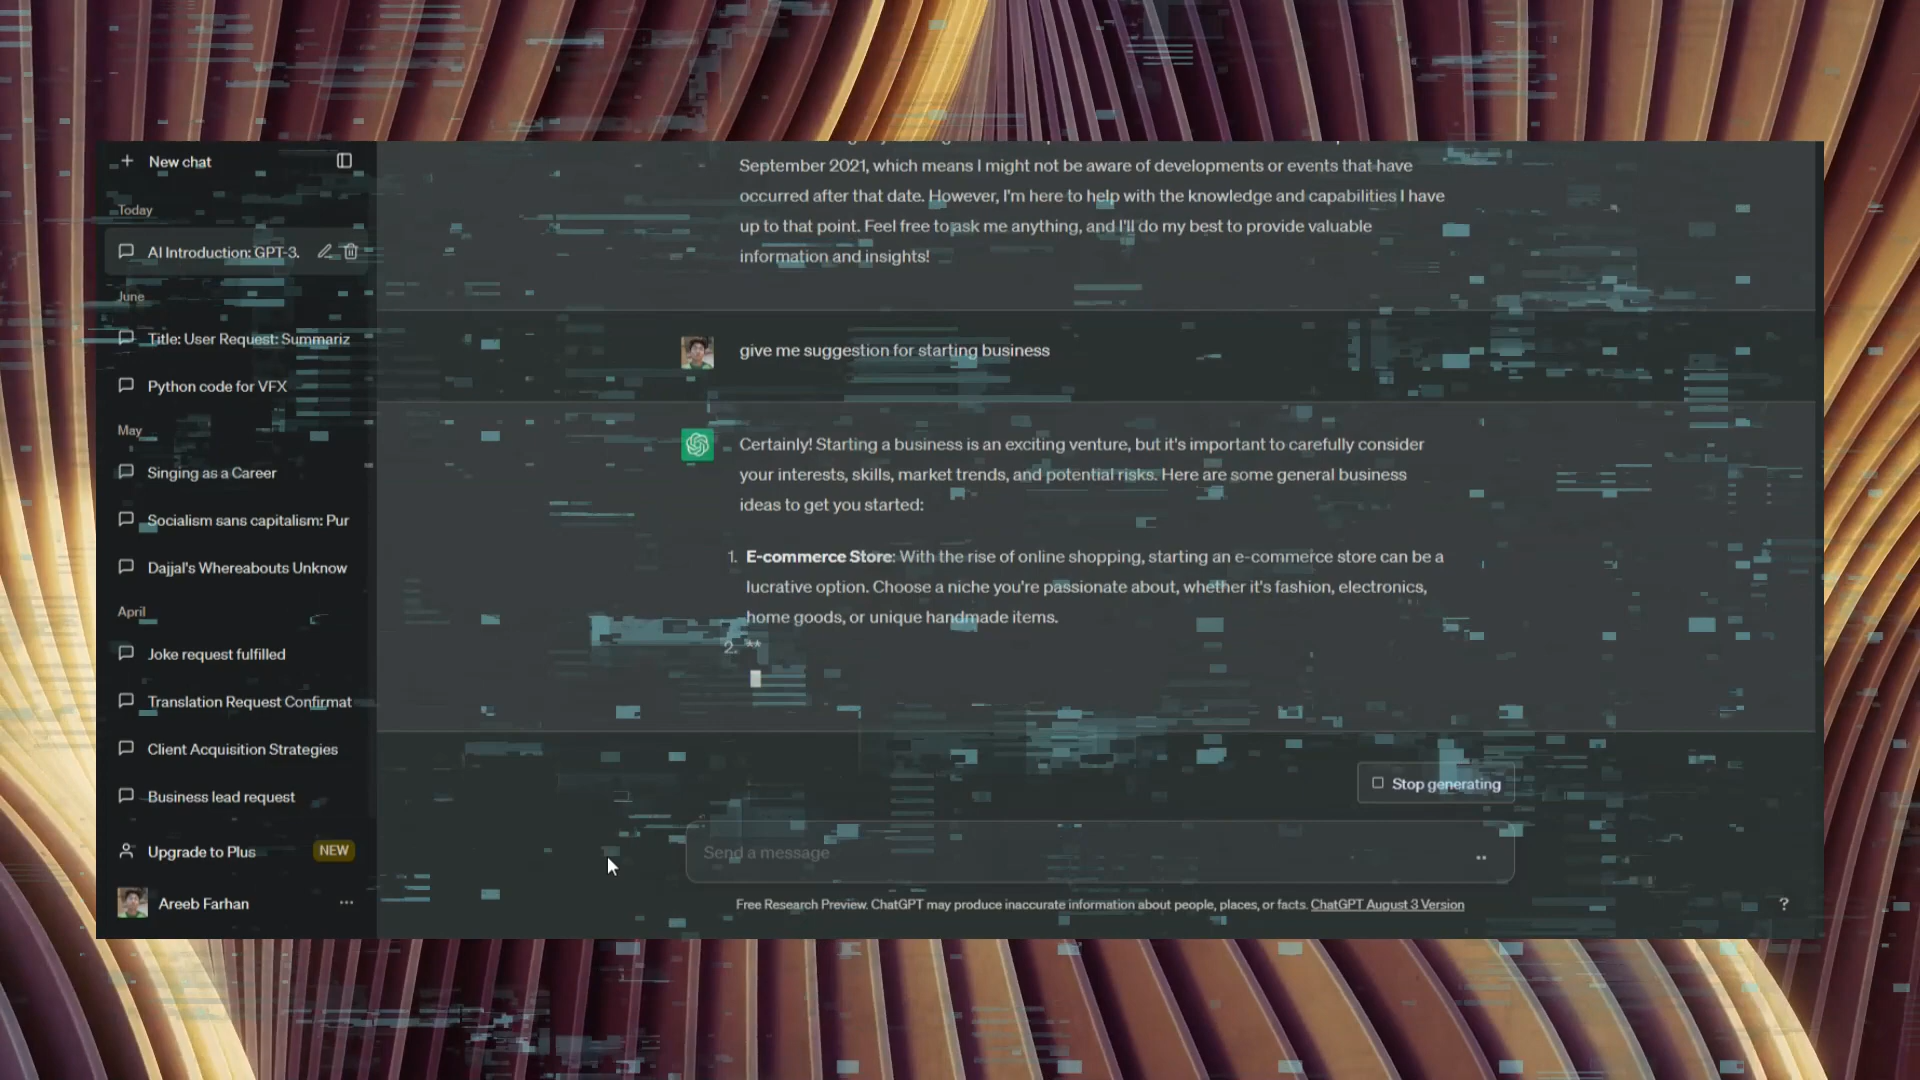 New chat
Today
AI Introduction: GPT-3.
June
Title: User Request: Summariz
Python code for VFX
May
Singing as a Career
Socialism sans capitalism: Pur
Dajjal's Whereabouts Unknow
April
Joke request fulfilled
Translation Request Confirmat
Client Acquisition Strategies
Business lead request
Upgrade to Plus NEW
Areeb Farhan
September 2021, which means I might not be aware of developments or events that have
occurred after that date. However, I'm here to help with the knowledge and capabilities I have
up to that point. Feel free to ask me anything, and I'll do my best to provide valuable
information and insights!
give me suggestion for starting business
Certainly! Starting a business is an exciting venture, but it's important to carefully consider
your interests, skills, market trends, and potential risks. Here are some general business
ideas to get you started:
1. E-commerce Store: With the rise of online shopping, starting an e-commerce store can be a
lucrative option. Choose a niche you're passionate about, whether it's fashion, electronics,
home goods, or unique handmade items.
2. **
Stop generating
Send a message
Free Research Preview. ChatGPT may produce inaccurate information about people, places, or facts. ChatGPT August 3 Version
?